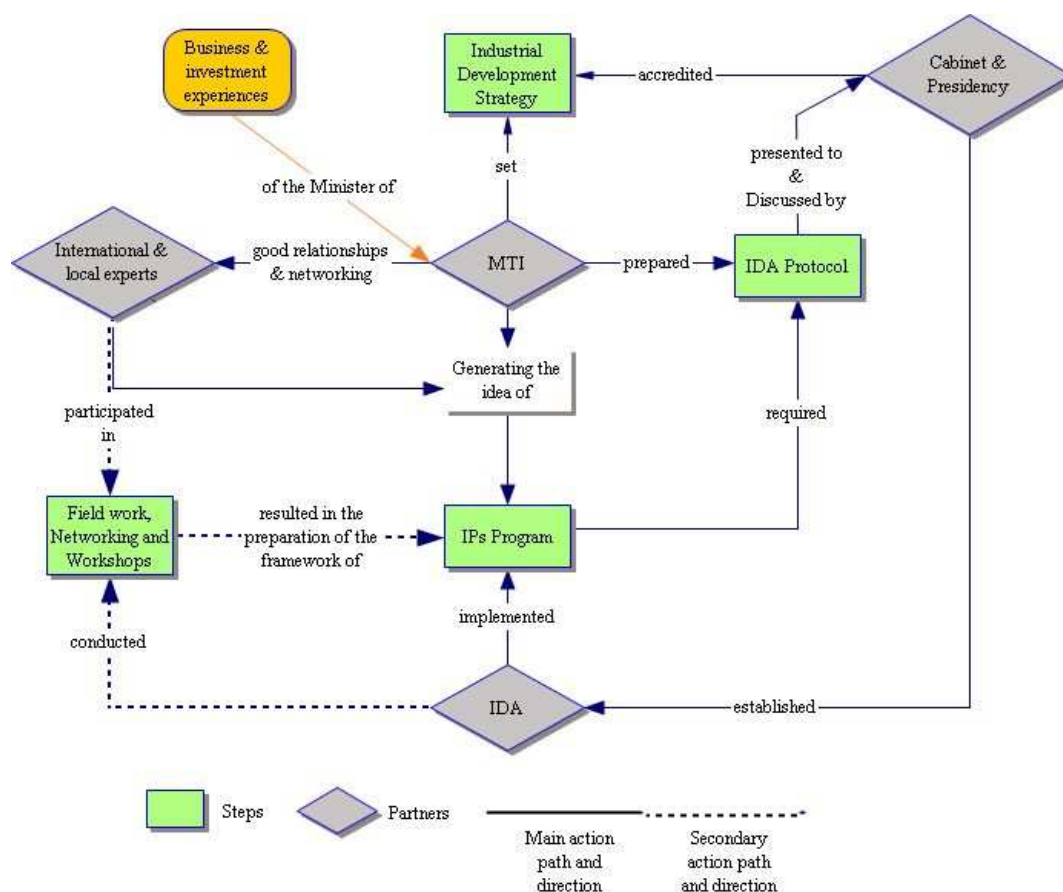 Business &
investment
experiences
Industrial
Development
Strategy
accredited
Cabinet &
Presidency
presented to
&
Discussed by
set
of the Minister of
International &
local experts
good relationships
& networking
MTI
prepared
IDA Protocol
Generating the
idea of
participated
in
required
Field work,
Networking and
Workshops
resulted in the
preparation of the
framework of
IPs Program
implemented
conducted
IDA
established
Steps
Partners
Main action
path and
direction
Secondary
action path
and direction